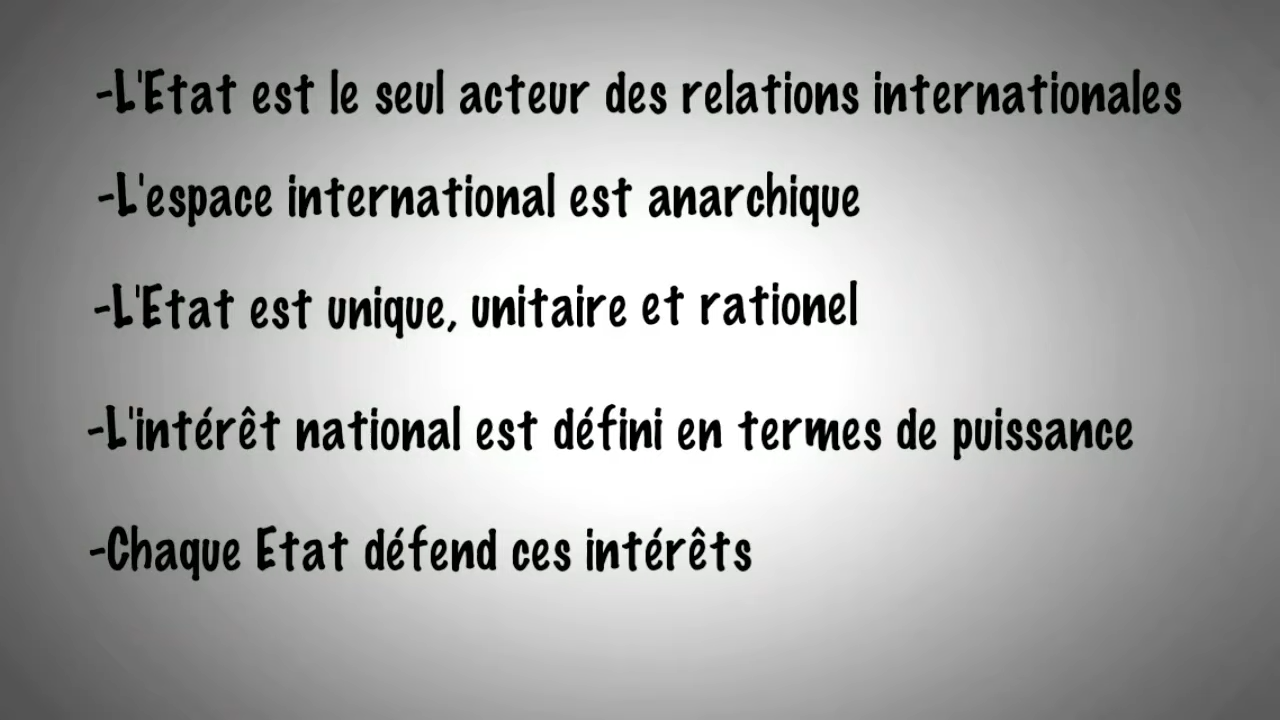 -L'Etat est le seul acteur des relations internationales
-L'espace international est anarchique
-L'Etat est unique, unitaire et rationel
-L'intérêt national est défini en termes de puissance
-Chaque Etat défend ces intérêts